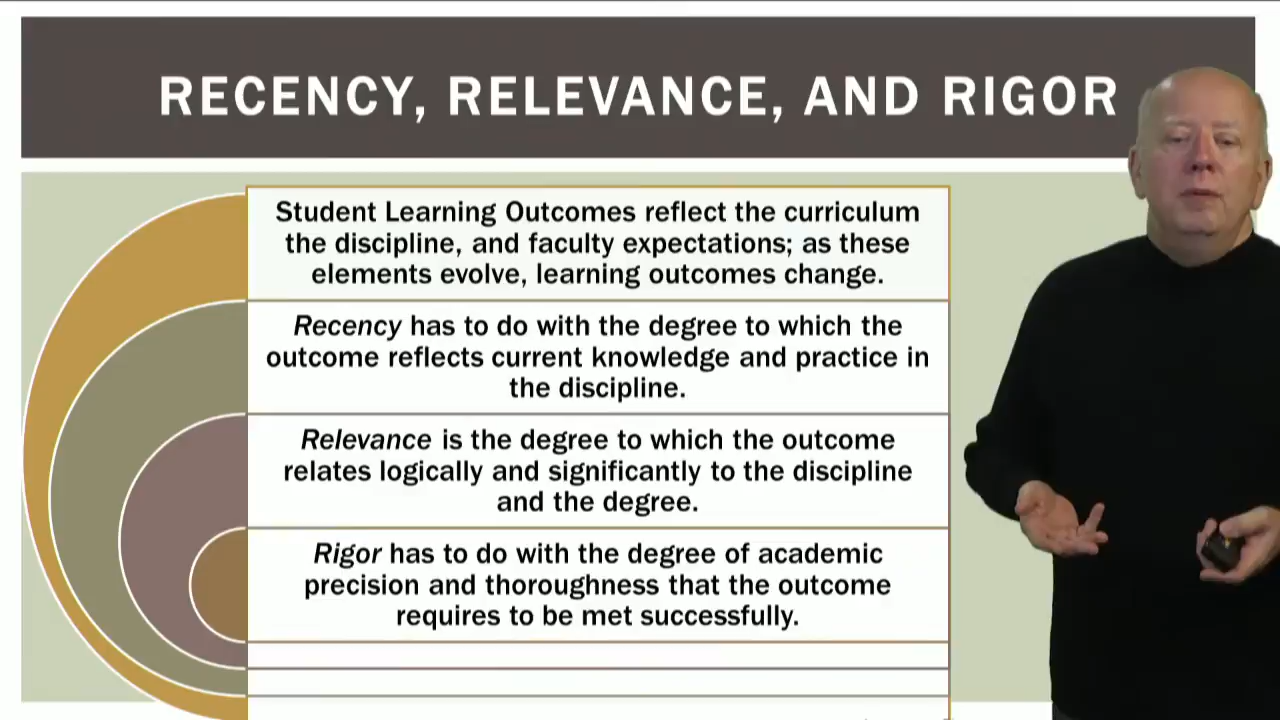 RECENCY, RELEVANCE, AND RIGOR
Student Learning Outcomes reflect the curriculum
the discipline, and faculty expectations; as these
elements evolve, learning outcomes change.
Recency has to do with the degree to which the
outcome reflects current knowledge and practice in
the discipline.
Relevance is the degree to which the outcome
relates logically and significantly to the discipline
and the degree.
Rigor has to do with the degree of academic
precision and thoroughness that the outcome
requires to be met successfully.